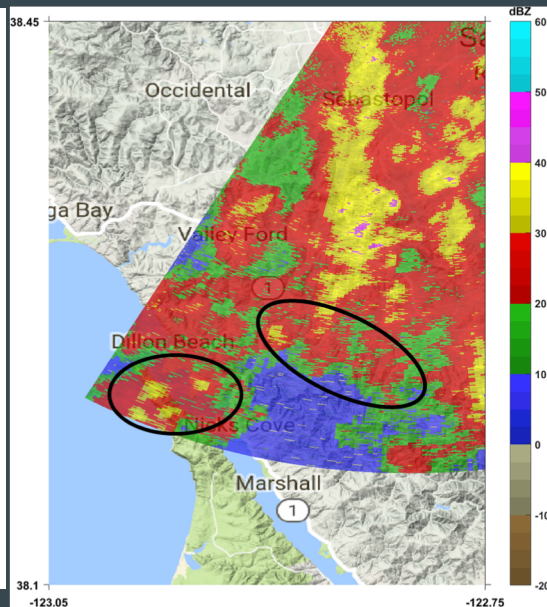 dBZ
38.45
60
Sa
Occidental
50
Sebastopol
40
ga Bay
Valley Ford
30
1
20
Dillon Beach
10
Nicks Cove
0
Marshall
1
-10
38.1
-20
-123.05
-122.75